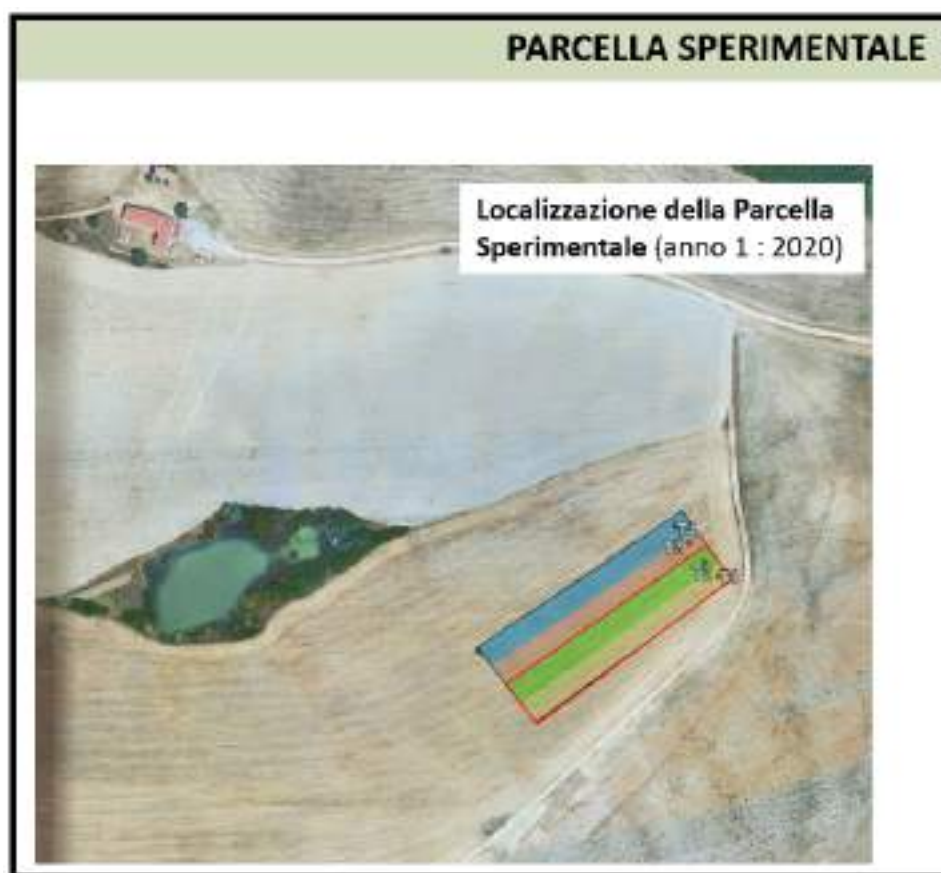 PARCELLA SPERIMENTALE
Localizzazione della Parcella
Sperimentale (anno 1 : 2020)